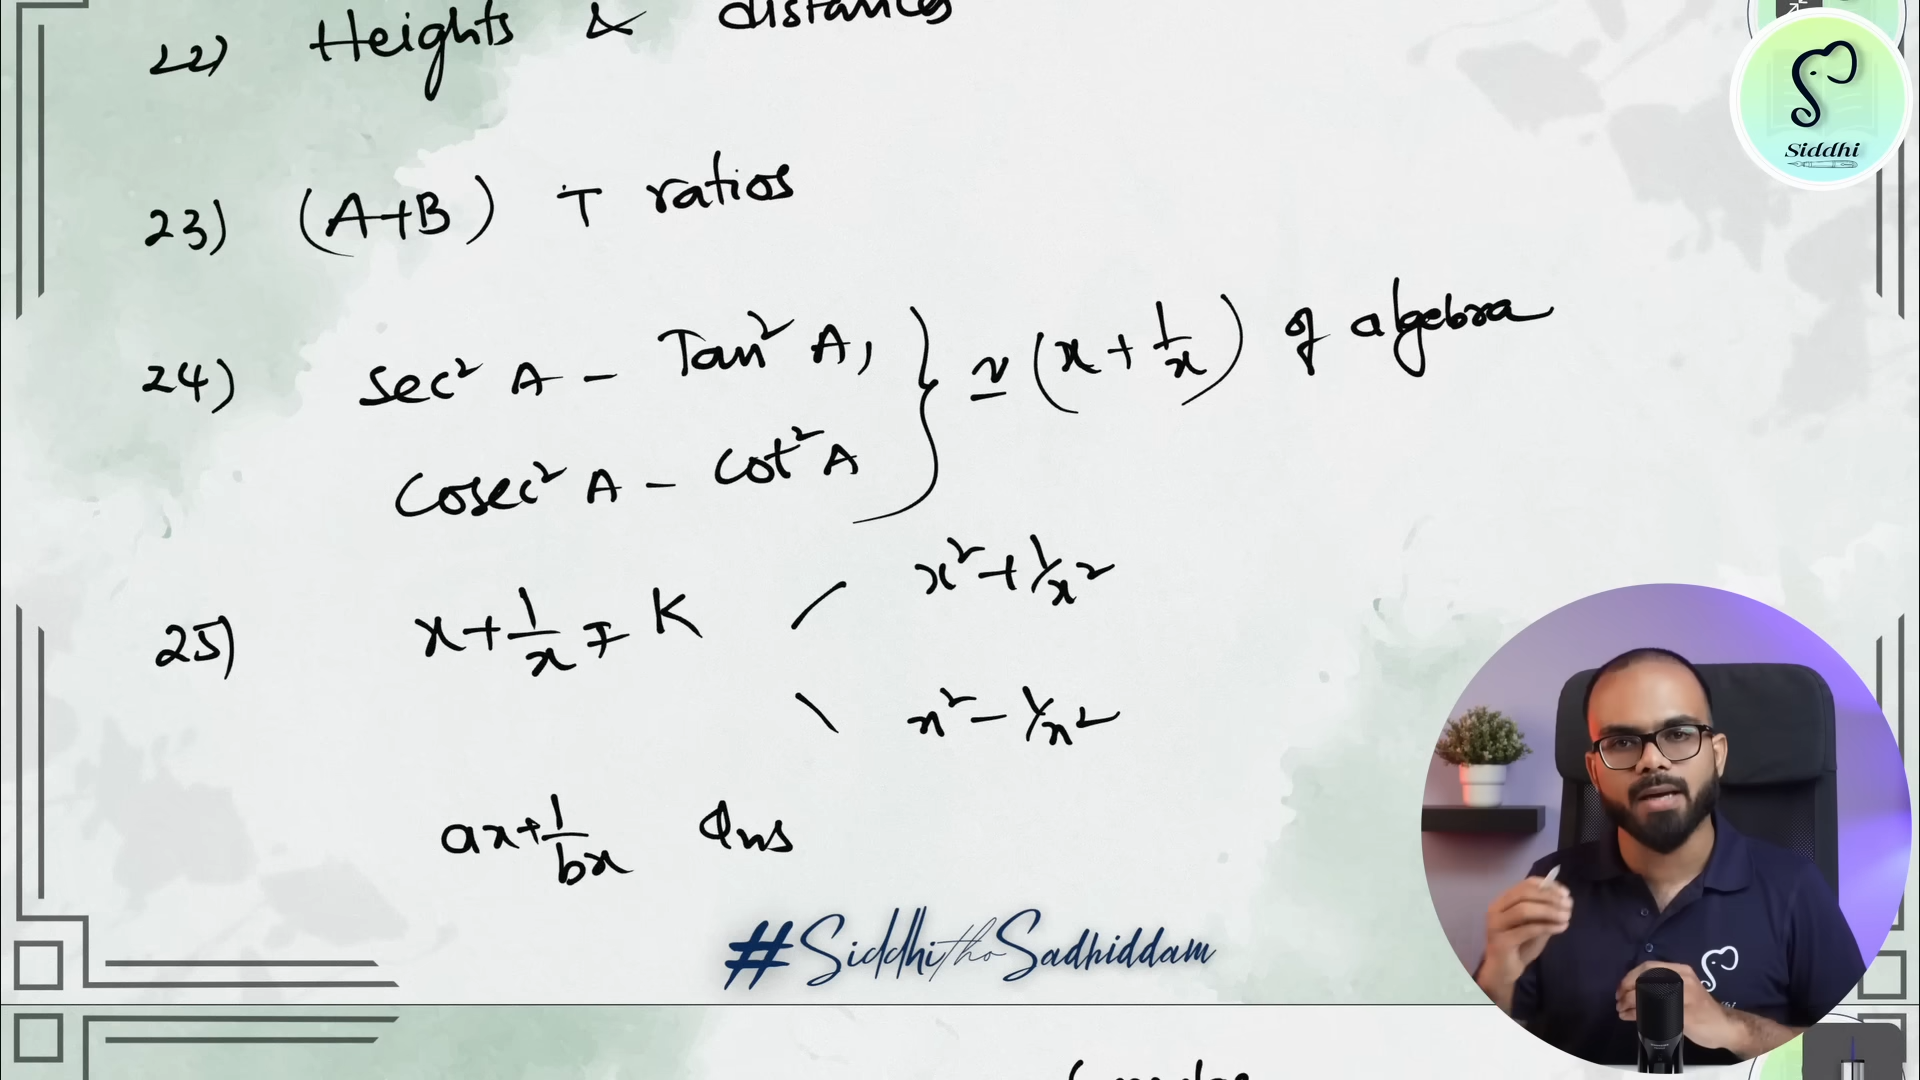 22) Heights & distances
Siddhi
23) (A+B) T ratios
24) Sec² A - Tan² A,
Cosec² A - Cot² A } ≃ (x + 1/x) of algebra
25) x + 1/x = K
x² + 1/x²
x² - 1/x²
ax + 1/bx Qns
#SiddhithoSadhiddam